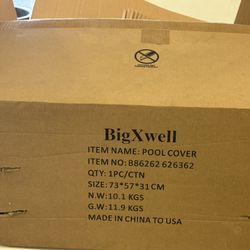 BigXwell
ITEM NAME: POOL COVER
ITEM NO: B86262 626362
QTY: 1PC/CTN
SIZE: 73*57*31 CM
N.W: 10.1 KGS
G.W: 11.9 KGS
MADE IN CHINA TO USA